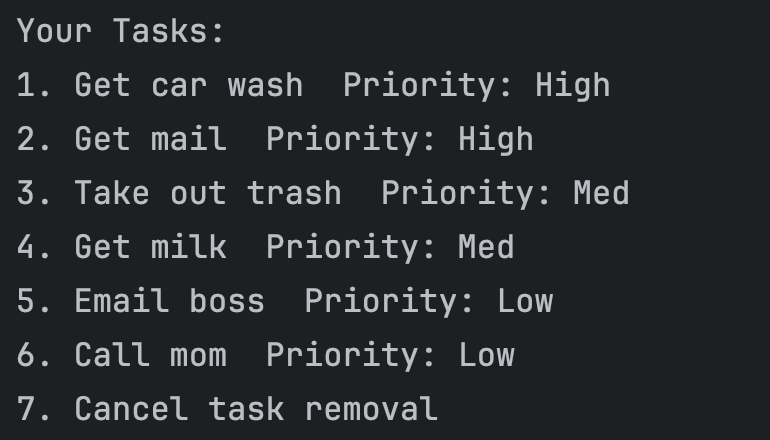 Your Tasks:
1. Get car wash  Priority: High
2. Get mail  Priority: High
3. Take out trash  Priority: Med
4. Get milk  Priority: Med
5. Email boss  Priority: Low
6. Call mom  Priority: Low
7. Cancel task removal